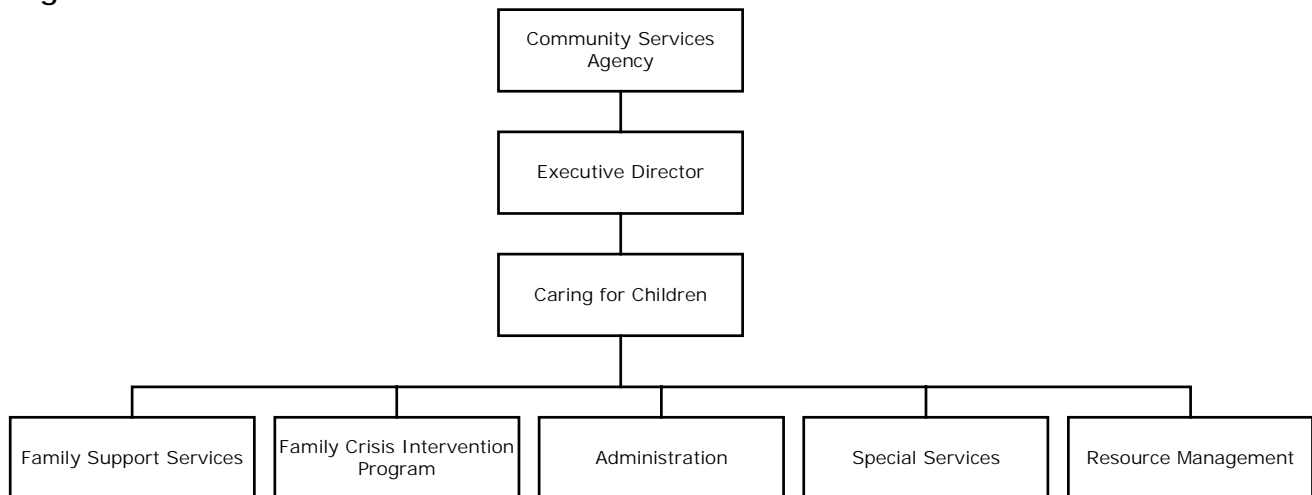 Community Services
Agency
Executive Director
Caring for Children
Family Support Services
Family Crisis Intervention
Program
Administration
Special Services
Resource Management